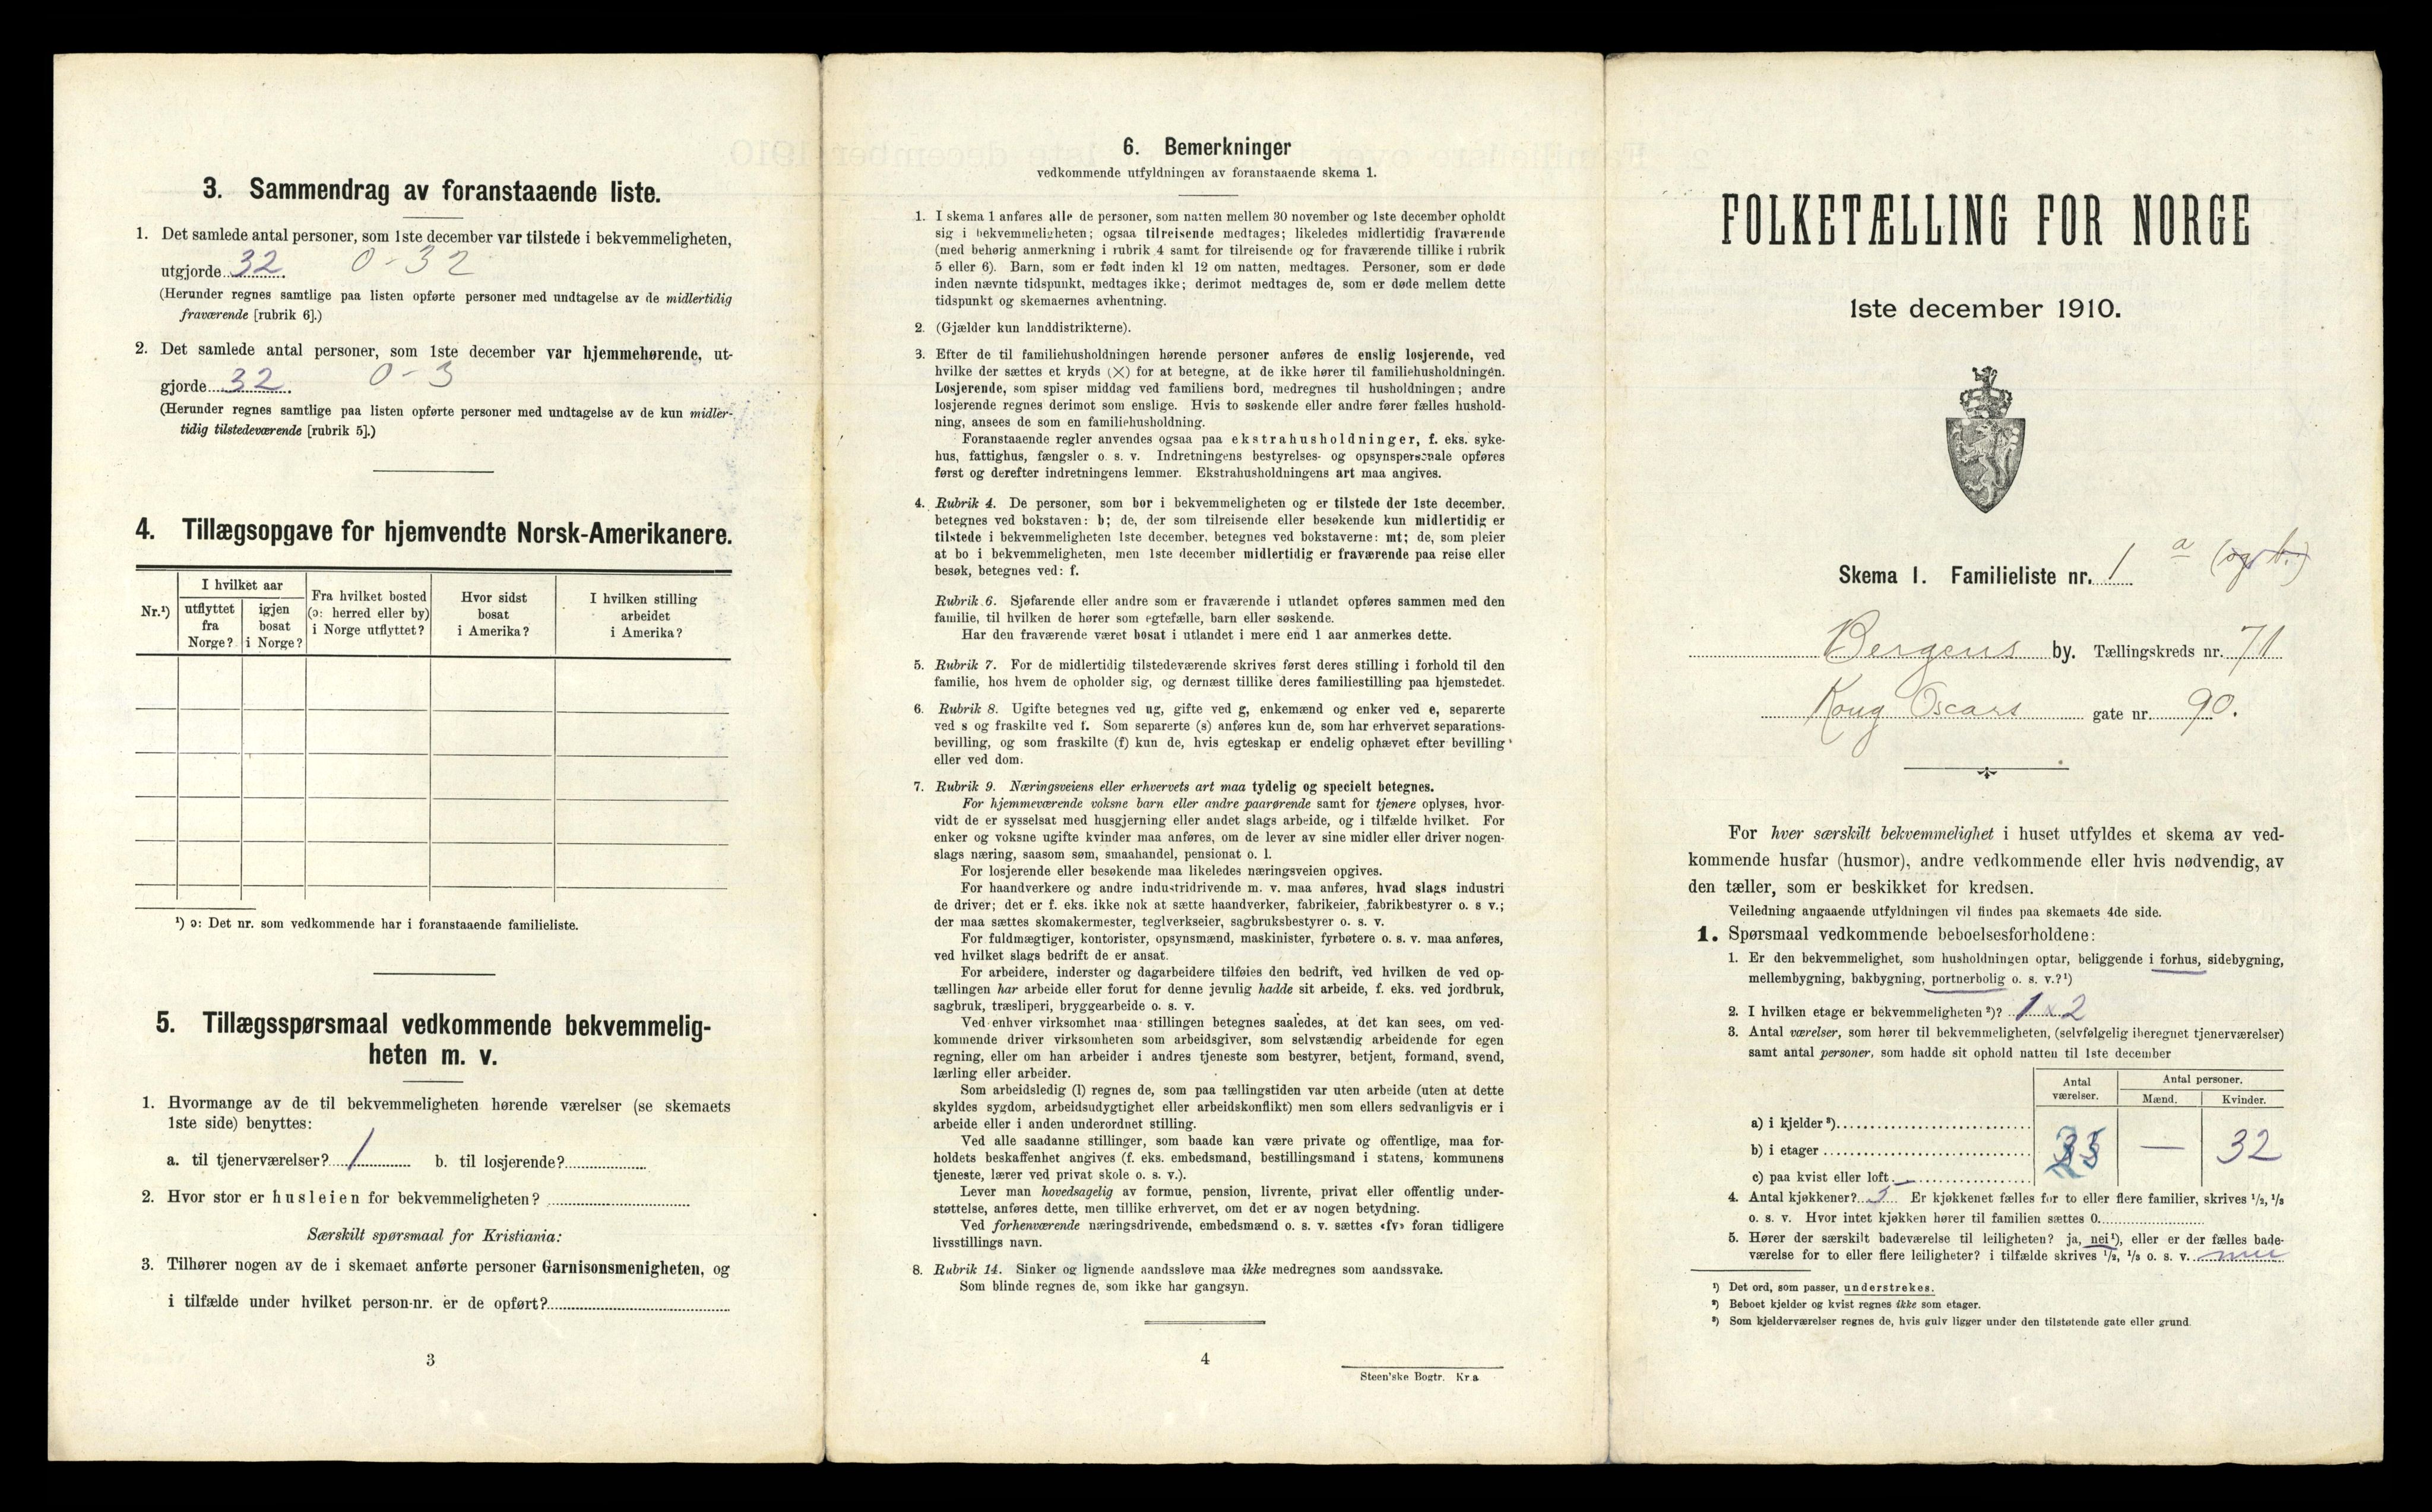 3. Sammendrag av foranstaaende liste.
1. Det samlede antal personer, som 1ste december var tilstede i bekvemmeligheten,
utgjorde 32. 0-32
(Herunder regnes samtlige paa listen opførte personer med undtagelse av de midlertidig
fraværende [rubrik 6].)
2. Det samlede antal personer, som 1ste december var hjemmehørende, ut-
gjorde 32. 0-3
(Herunder regnes samtlige paa listen opførte personer med undtagelse av de kun midler-
tidig tilstedeværende [rubrik 5].)
4. Tillægsopgave for hjemvendte Norsk-Amerikanere.
Nr.¹)
I hvilket aar
utflyttet
fra
Norge?
igjen
bosat
i Norge?
Fra hvilket bosted
(ɔ: herred eller by)
i Norge utflyttet?
Hvor sidst
bosat
i Amerika?
I hvilken stilling
arbeidet
i Amerika?
¹) ɔ: Det nr. som vedkommende har i foranstaaende familieliste.
5. Tillægsspørsmaal vedkommende bekvemmelig-
heten m. v.
1. Hvormange av de til bekvemmeligheten hørende værelser (se skemaets
1ste side) benyttes:
a. til tjenerværelser? 1 b. til losjerende?
2. Hvor stor er husleien for bekvemmeligheten?
Særskilt spørsmaal for Kristiania:
3. Tilhører nogen av de i skemaet anførte personer Garnisonsmenigheten, og
i tilfælde under hvilket person-nr. er de opført?
3
6. Bemerkninger
vedkommende utfyldningen av foranstaaende skema 1.
1. I skema 1 anføres alle de personer, som natten mellem 30 november og 1ste december opholdt
sig i bekvemmeligheten; ogsaa tilreisende medtages; likeledes midlertidig fraværende
(med behørig anmerkning i rubrik 4 samt for tilreisende og for fraværende tillike i rubrik
5 eller 6). Barn, som er født inden kl 12 om natten, medtages. Personer, som er døde
inden nævnte tidspunkt, medtages ikke; derimot medtages de, som er døde mellem dette
tidspunkt og skemaernes avhentning.
2. (Gjælder kun landdistrikterne).
3. Efter de til familiehusholdningen hørende personer anføres de enslig losjerende, ved
hvilke der sættes et kryds (×) for at betegne, at de ikke hører til familiehusholdningen.
Losjerende, som spiser middag ved familiens bord, medregnes til husholdningen; andre
losjerende regnes derimot som enslige. Hvis to søskende eller andre fører fælles hushold-
ning, ansees de som en familiehusholdning.
Foranstaaende regler anvendes ogsaa paa ekstrahusholdninger, f. eks. syke-
hus, fattighus, fængsler o. s. v. Indretningens bestyrelses- og opsynspersonale opføres
først og derefter indretningens lemmer. Ekstrahusholdningens art maa angives.
4. Rubrik 4. De personer, som bor i bekvemmeligheten og er tilstede der 1ste december.
betegnes ved bokstaven: b; de, der som tilreisende eller besøkende kun midlertidig er
tilstede i bekvemmeligheten 1ste december, betegnes ved bokstaverne: mt; de, som pleier
at bo i bekvemmeligheten, men 1ste december midlertidig er fraværende paa reise eller
besøk, betegnes ved: f.
Rubrik 6. Sjøfarende eller andre som er fraværende i utlandet opføres sammen med den
familie, til hvilken de hører som egtefælle, barn eller søskende.
Har den fraværende været bosat i utlandet i mere end 1 aar anmerkes dette.
5. Rubrik 7. For de midlertidig tilstedeværende skrives først deres stilling i forhold til den
familie, hos hvem de opholder sig, og dernæst tillike deres familiestilling paa hjemstedet.
6. Rubrik 8. Ugifte betegnes ved ug, gifte ved g, enkemænd og enker ved e, separerte
ved s og fraskilte ved f. Som separerte (s) anføres kun de, som har erhvervet separations-
bevilling, og som fraskilte (f) kun de, hvis egteskap er endelig ophævet efter bevilling
eller ved dom.
7. Rubrik 9. Næringsveiens eller erhvervets art maa tydelig og specielt betegnes.
For hjemmeværende voksne barn eller andre paarørende samt for tjenere oplyses, hvor-
vidt de er sysselsat med husgjerning eller andet slags arbeide, og i tilfælde hvilket. For
enker og voksne ugifte kvinder maa anføres, om de lever av sine midler eller driver nogen-
slags næring, saasom søm, smaahandel, pensionat o. l.
For losjerende eller besøkende maa likeledes næringsveien opgives.
For haandverkere og andre industridrivende m. v. maa anføres, hvad slags industri
de driver; det er f. eks. ikke nok at sætte haandverker, fabrikeier, fabrikbestyrer o. s v.;
der maa sættes skomakermester, teglverkseier, sagbruksbestyrer o. s. v.
For fuldmægtiger, kontorister, opsynsmænd, maskinister, fyrbøtere o. s. v. maa anføres,
ved hvilket slags bedrift de er ansat.
For arbeidere, inderster og dagarbeidere tilføies den bedrift, ved hvilken de ved op-
tællingen har arbeide eller forut for denne jevnlig hadde sit arbeide, f. eks. ved jordbruk,
sagbruk, træsliperi, bryggearbeide o. s. v.
Ved enhver virksomhet maa stillingen betegnes saaledes, at det kan sees, om ved-
kommende driver virksomheten som arbeidsgiver, som selvstændig arbeidende for egen
regning, eller om han arbeider i andres tjeneste som bestyrer, betjent, formand, svend,
lærling eller arbeider.
Som arbeidsledig (l) regnes de, som paa tællingstiden var uten arbeide (uten at dette
skyldes sygdom, arbeidsudygtighet eller arbeidskonflikt) men som ellers sedvanligvis er i
arbeide eller i anden underordnet stilling.
Ved alle saadanne stillinger, som baade kan være private og offentlige, maa for-
holdets beskaffenhet angives (f. eks. embedsmand, bestillingsmand i statens, kommunens
tjeneste, lærer ved privat skole o. s. v.).
Lever man hovedsagelig av formue, pension, livrente, privat eller offentlig under-
støttelse, anføres dette, men tillike erhvervet, om det er av nogen betydning.
Ved forhenværende næringsdrivende, embedsmænd o. s. v. sættes «fv» foran tidligere
livsstillings navn.
8. Rubrik 14. Sinker og lignende aandssløve maa ikke medregnes som aandssvake.
Som blinde regnes de, som ikke har gangsyn.
4
Steen'ske Bogtr. Kr.a
FOLKETÆLLING FOR NORGE
1ste december 1910.
Skema 1. Familieliste nr. 1 a (og b.)
Bergens by. Tællingskreds nr. 71
Kong Oscars gate nr. 90.
For hver særskilt bekvemmelighet i huset utfyldes et skema av ved-
kommende husfar (husmor), andre vedkommende eller hvis nødvendig, av
den tæller, som er beskikket for kredsen.
Veiledning angaaende utfyldningen vil findes paa skemaets 4de side.
1. Spørsmaal vedkommende beboelsesforholdene:
1. Er den bekvemmelighet, som husholdningen optar, beliggende i forhus, sidebygning,
mellembygning, bakbygning, portnerbolig o. s. v.?¹)
2. I hvilken etage er bekvemmeligheten ²)? 1 x 2
3. Antal værelser, som hører til bekvemmeligheten, (selvfølgelig iberegnet tjenerværelser)
samt antal personer, som hadde sit ophold natten til 1ste december
Antal
værelser.
Antal personer.
Mænd. Kvinder.
a) i kjelder ³)
b) i etager — 32
c) paa kvist eller loft
4. Antal kjøkkener? Er kjøkkenet fælles for to eller flere familier, skrives ¹/₂, ¹/₃
o. s. v. Hvor intet kjøkken hører til familien sættes 0.
5. Hører der særskilt badeværelse til leiligheten? ja, nei¹), eller er der fælles bade-
værelse for to eller flere leiligheter? i tilfælde skrives ¹/₂, ¹/₃ o. s. v.
¹) Det ord, som passer, understrekes.
²) Beboet kjelder og kvist regnes ikke som etager.
³) Som kjelderværelser regnes de, hvis gulv ligger under den tilstøtende gate eller grund.